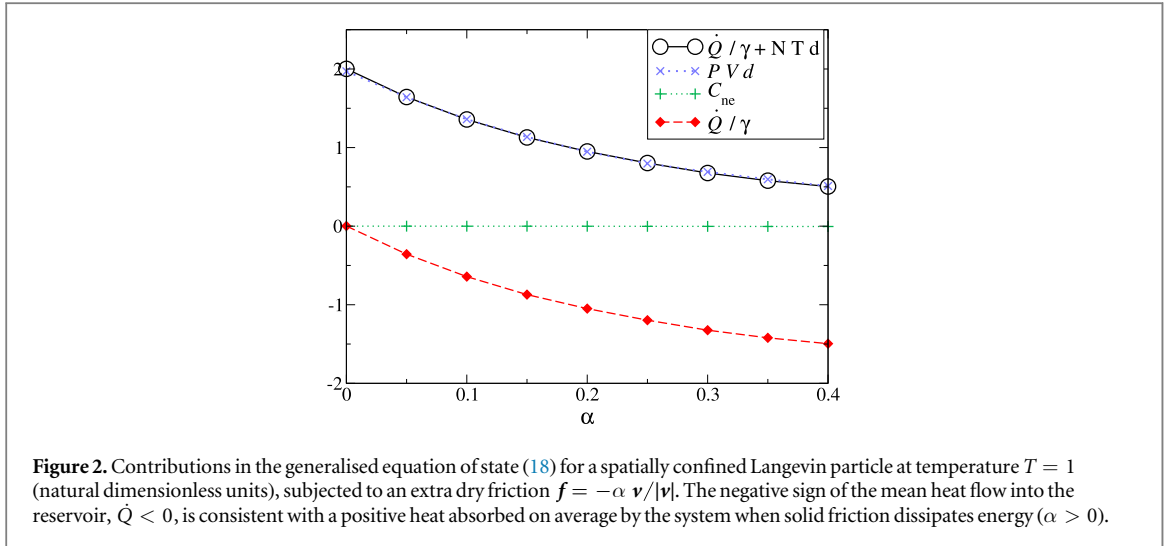 Q̇ / γ + N T d
P V d
C_ne
Q̇ / γ
2
1
0
-1
-2
0 0.1 0.2 0.3 0.4
α
Figure 2. Contributions in the generalised equation of state (18) for a spatially confined Langevin particle at temperature T = 1
(natural dimensionless units), subjected to an extra dry friction f = −α v/|v|. The negative sign of the mean heat flow into the
reservoir, Q̇ < 0, is consistent with a positive heat absorbed on average by the system when solid friction dissipates energy (α > 0).